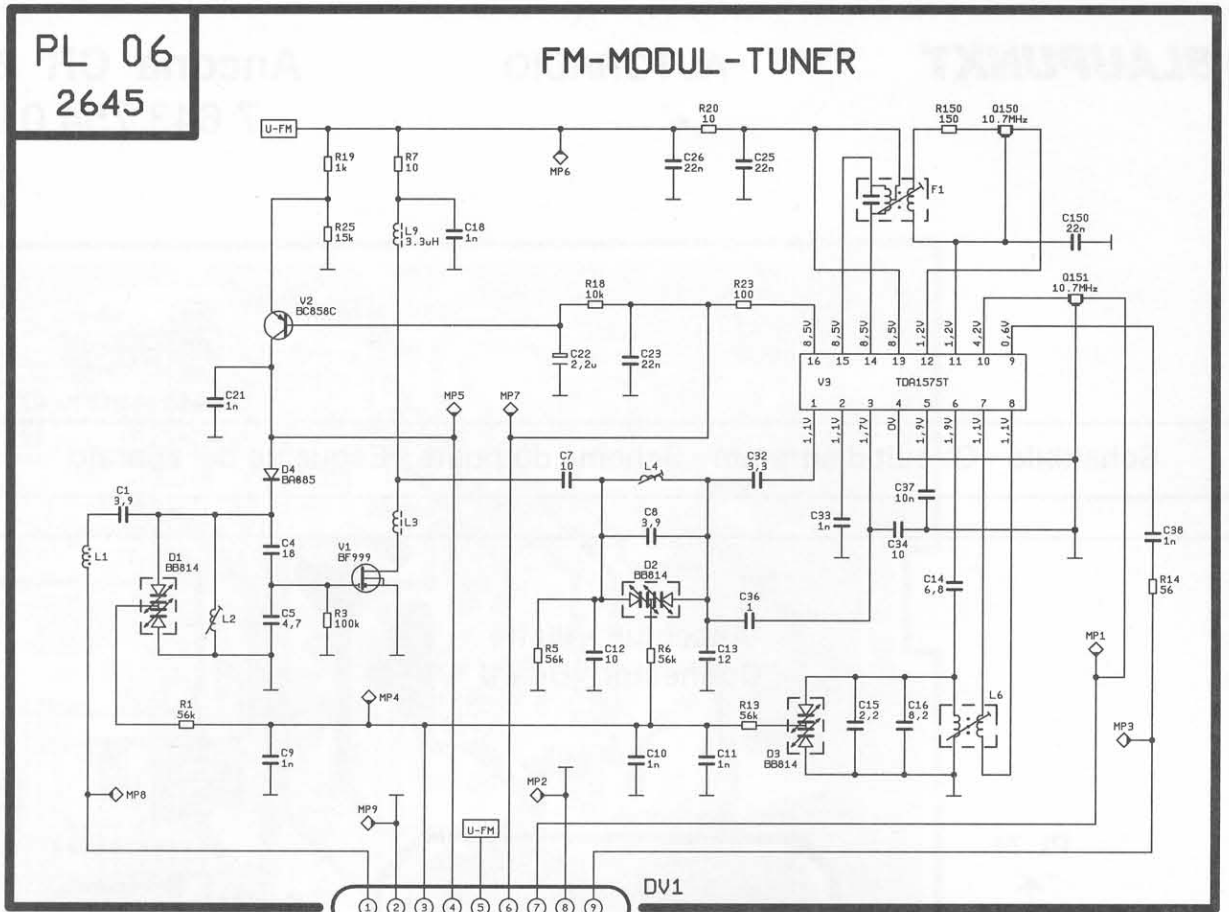 PL 06
2645
FM-MODUL-TUNER
BLAUPUNKT
Ancona CR
U-FM
R19
1k
R7
10
MP6
C26
22n
R20
10
C25
22n
R150
150
Q150
10.7MHz
F1
R25
15k
L9
3.3uH
C18
1n
C150
22n
V2
BC858C
R18
10k
R23
100
Q151
10.7MHz
C22
2,2u
C23
22n
8,5V
8,5V
8,5V
8,5V
1,2V
1,2V
4,2V
0,6V
16 15 14 13 12 11 10 9
V3 TDA1575T
1 2 3 4 5 6 7 8
1,1V
1,1V
1,7V
0V
1,9V
1,9V
1,1V
1,1V
C21
1n
MP5
MP7
D4
BA885
C7
10
L4
C32
3,3
C1
3,9
C8
3,9
C37
10n
C33
1n
C34
10
C38
1n
L1
D1
BB814
C4
18
V1
BF999
L3
D2
BB814
C14
6,8
R14
56
L2
C5
4,7
R3
100k
C36
1
R5
56k
C12
10
R6
56k
C13
12
MP1
R1
56k
MP4
R13
56k
D3
BB814
C15
2,2
C16
8,2
L6
MP3
C9
1n
C10
1n
C11
1n
MP8
MP9
MP2
U-FM
DV1
1 2 3 4 5 6 7 8 9